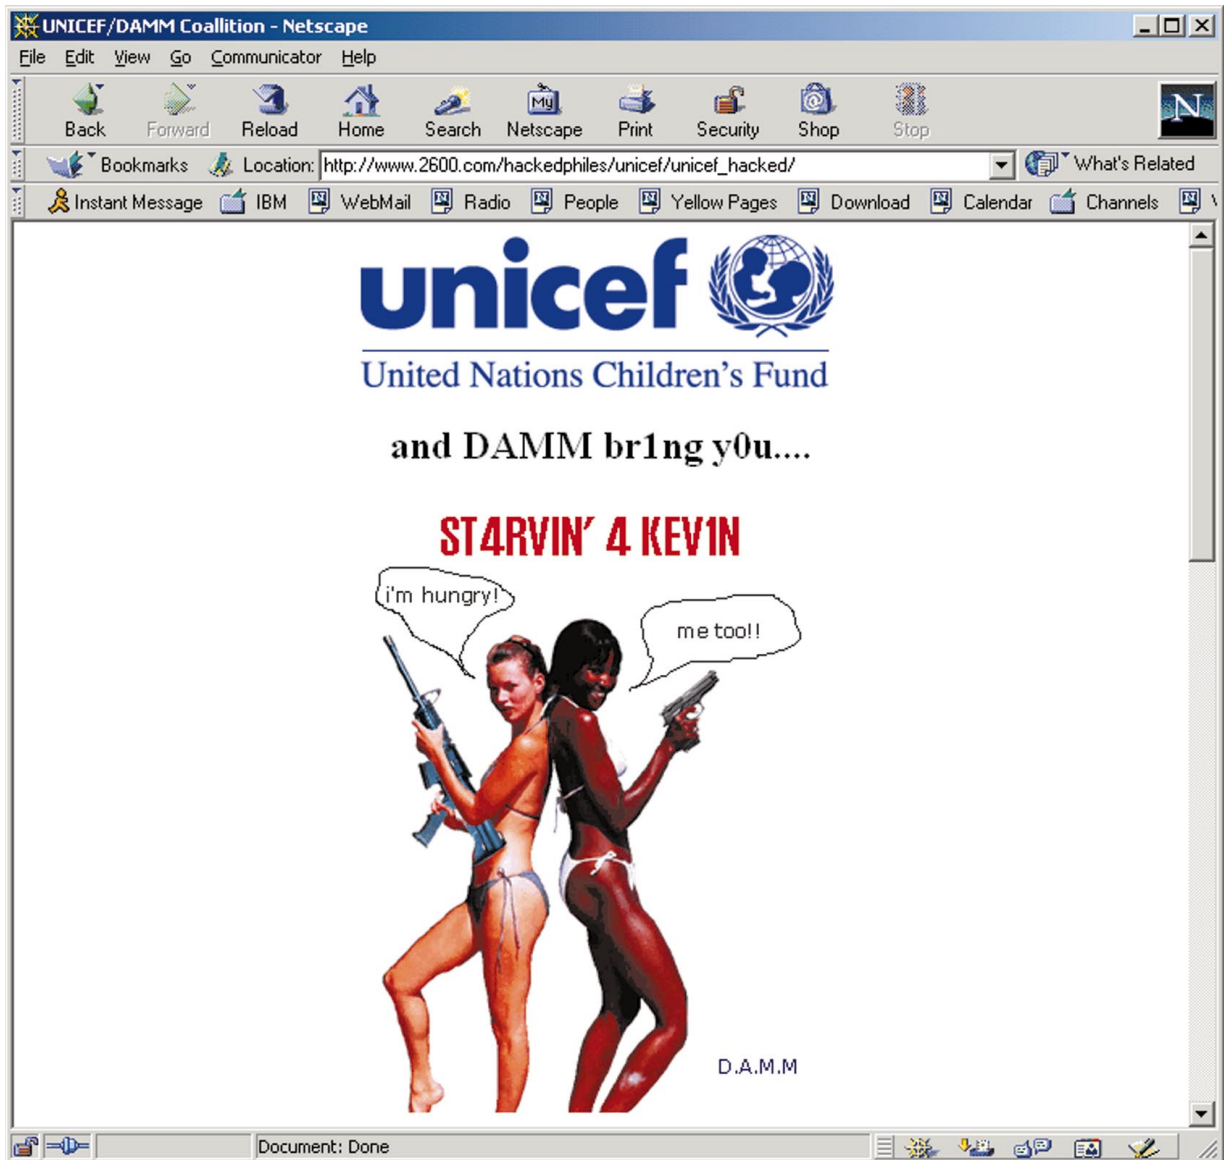 UNICEF/DAMM Coallition - Netscape
File Edit View Go Communicator Help
Back Forward Reload Home Search My Netscape Print Security Shop Stop
N
Bookmarks Location: http://www.2600.com/hackedphiles/unicef/unicef_hacked/ What's Related
Instant Message IBM WebMail Radio People Yellow Pages Download Calendar Channels
unicef
United Nations Children's Fund
and DAMM br1ng y0u....
ST4RVIN' 4 KEV1N
i'm hungry!
me too!!
D.A.M.M
Document: Done